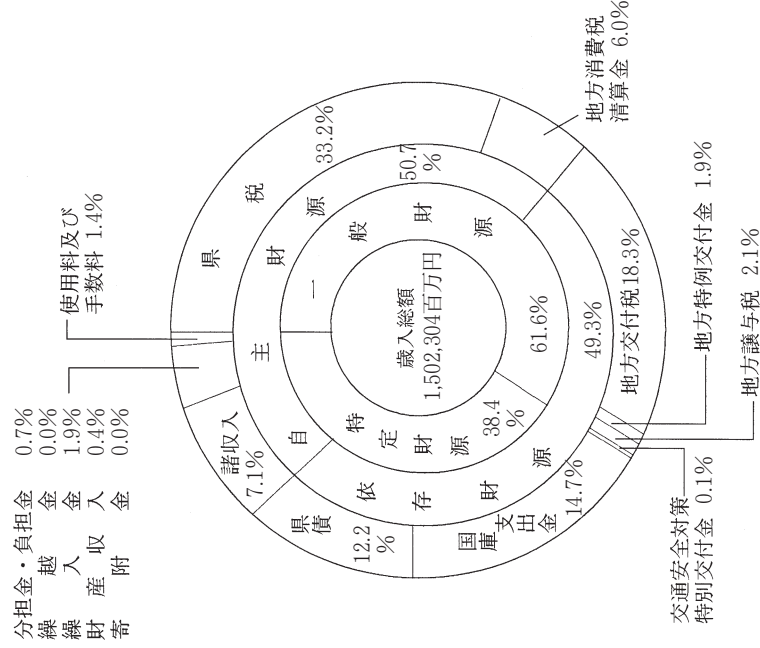 分担金・負担金 0.7%
繰越金 0.0%
繰入金 1.9%
財産収入 0.4%
寄附金 0.0%
使用料及び
手数料 1.4%
県税
33.2%
地方消費税
清算金 6.0%
地方交付税18.3%
地方特例交付金 1.9%
地方譲与税 2.1%
交通安全対策
特別交付金 0.1%
国庫
支出金
14.7%
県債
12.2
%
諸収入
7.1%
自主財源
50.7
%
依存財源
49.3%
一般財源
61.6%
特定財源
38.4
%
歳入総額
1,502,304百万円